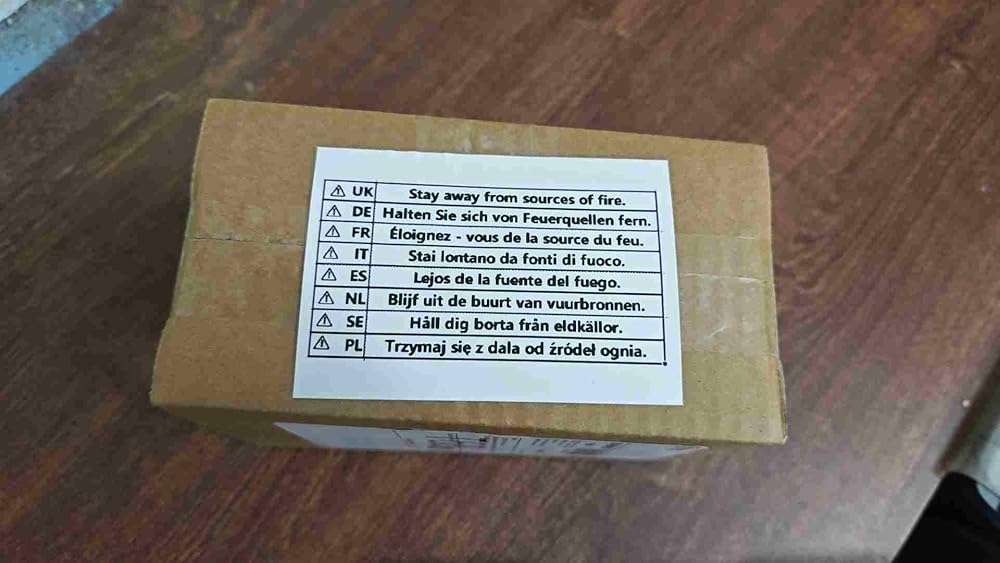 ⚠ UK Stay away from sources of fire.
⚠ DE Halten Sie sich von Feuerquellen fern.
⚠ FR Éloignez - vous de la source du feu.
⚠ IT Stai lontano da fonti di fuoco.
⚠ ES Lejos de la fuente del fuego.
⚠ NL Blijf uit de buurt van vuurbronnen.
⚠ SE Håll dig borta från eldkällor.
⚠ PL Trzymaj się z dala od źródeł ognia.